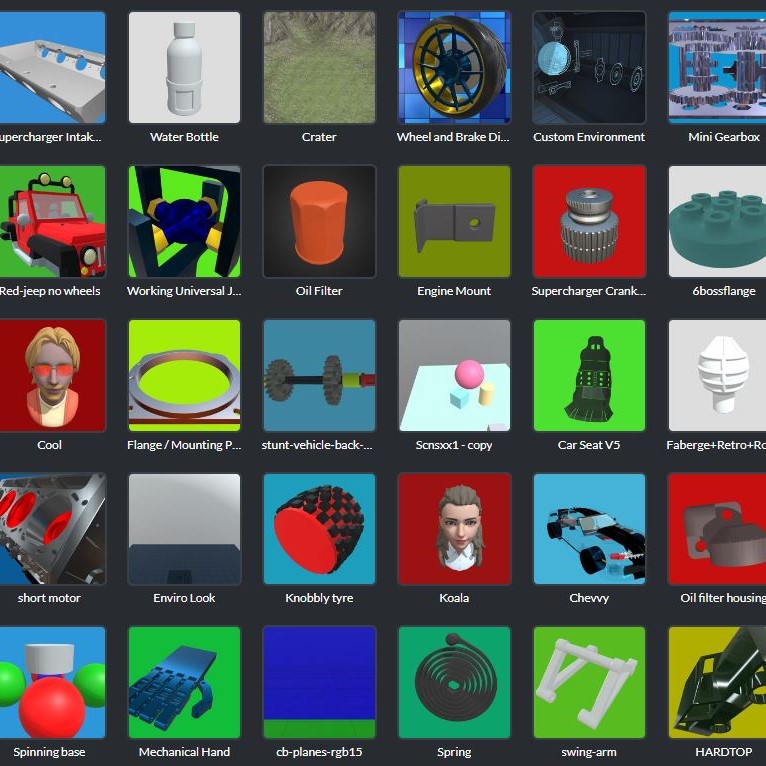 upercharger Intak...
Water Bottle
Crater
Wheel and Brake Di...
Custom Environment
Mini Gearbox
Red-jeep no wheels
Working Universal J...
Oil Filter
Engine Mount
Supercharger Crank...
6bossflange
Cool
Flange / Mounting P...
stunt-vehicle-back-...
Scnsxx1 - copy
Car Seat V5
Faberge+Retro+Ro
short motor
Enviro Look
Knobbly tyre
Koala
Chevvy
Oil filter housing
Spinning base
Mechanical Hand
cb-planes-rgb15
Spring
swing-arm
HARDTOP